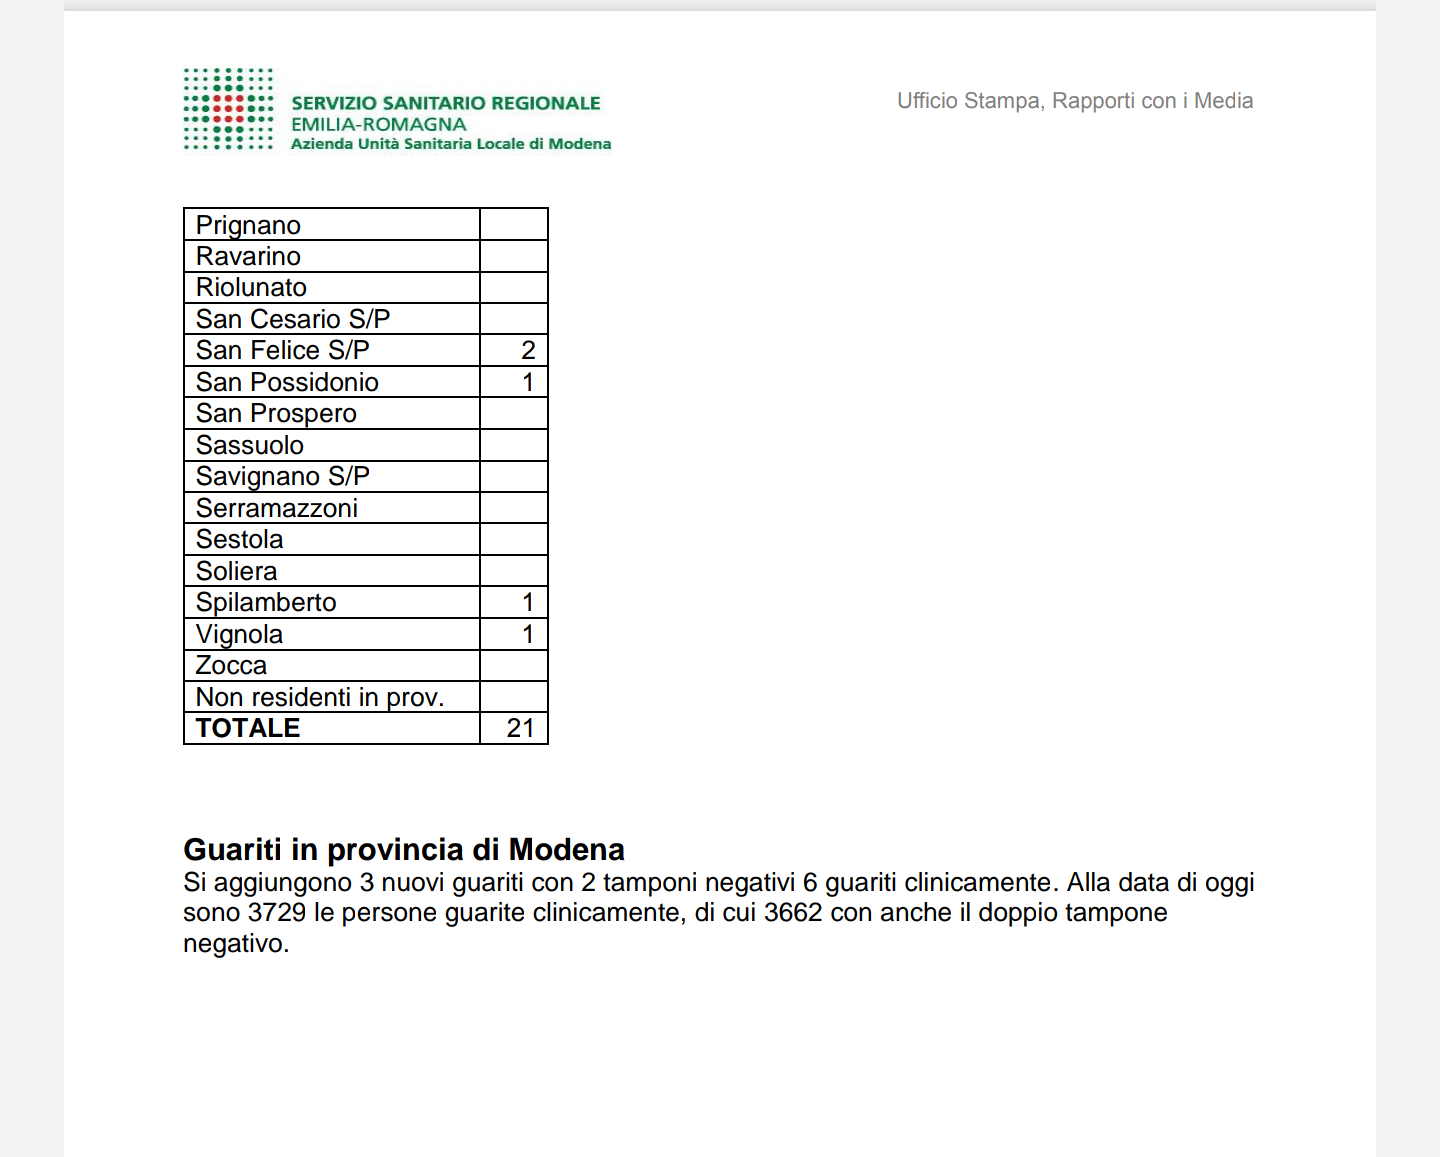 SERVIZIO SANITARIO REGIONALE
EMILIA-ROMAGNA
Azienda Unità Sanitaria Locale di Modena
Ufficio Stampa, Rapporti con i Media
Prignano
Ravarino
Riolunato
San Cesario S/P
San Felice S/P 2
San Possidonio 1
San Prospero
Sassuolo
Savignano S/P
Serramazzoni
Sestola
Soliera
Spilamberto 1
Vignola 1
Zocca
Non residenti in prov.
TOTALE 21
Guariti in provincia di Modena
Si aggiungono 3 nuovi guariti con 2 tamponi negativi 6 guariti clinicamente. Alla data di oggi
sono 3729 le persone guarite clinicamente, di cui 3662 con anche il doppio tampone
negativo.